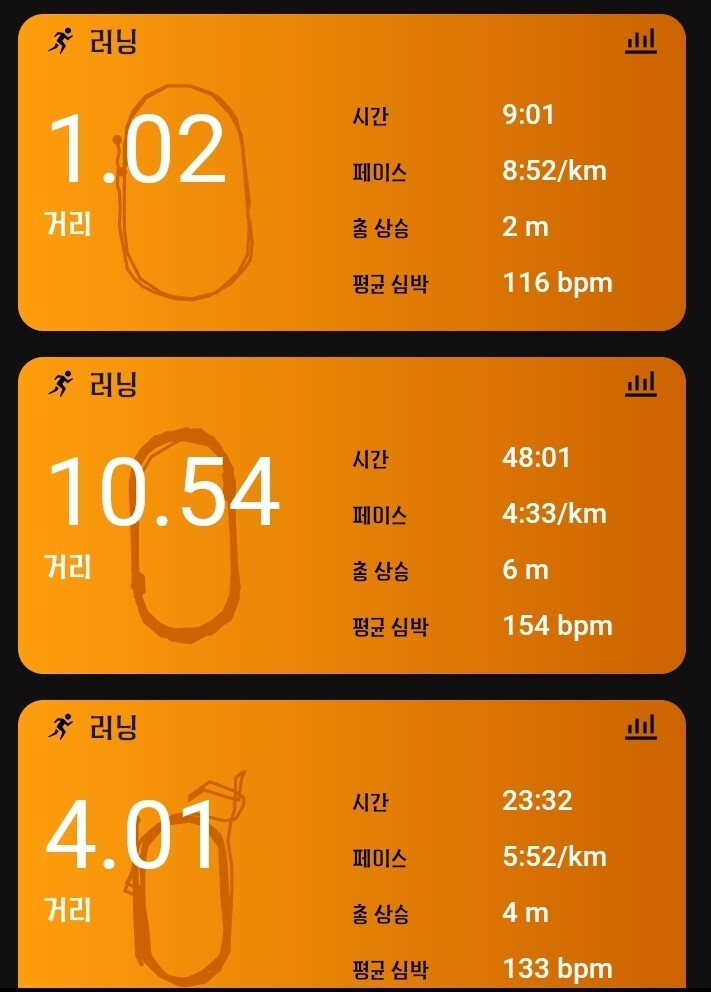 러닝
1.02
거리
시간 9:01
페이스 8:52/km
총 상승 2 m
평균 심박 116 bpm
러닝
10.54
거리
시간 48:01
페이스 4:33/km
총 상승 6 m
평균 심박 154 bpm
러닝
4.01
거리
시간 23:32
페이스 5:52/km
총 상승 4 m
평균 심박 133 bpm